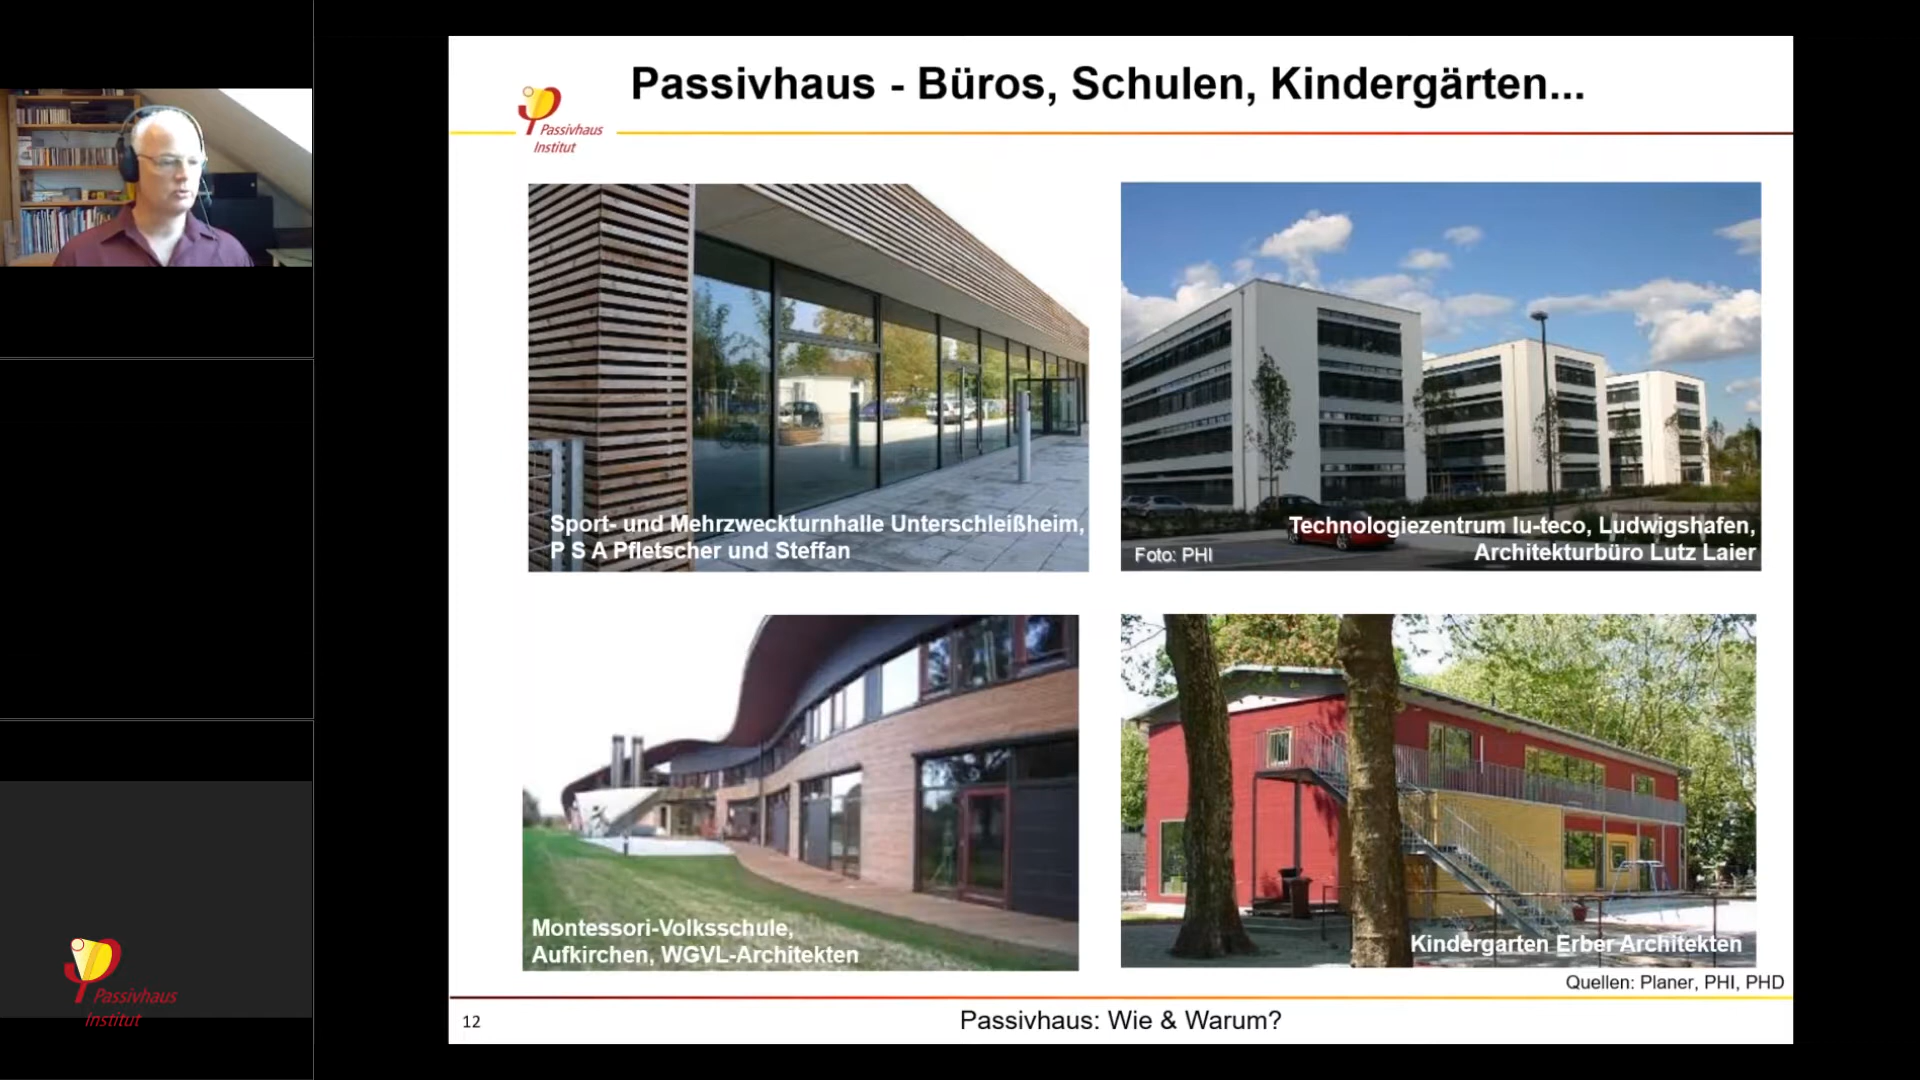 Passivhaus - Büros, Schulen, Kindergärten...
Passivhaus
Institut
Sport- und Mehrzweckturnhalle Unterschleißheim,
P S A Pfletscher und Steffan
Technologiezentrum lu-teco, Ludwigshafen,
Architekturbüro Lutz Laier
Foto: PHI
Montessori-Volksschule,
Aufkirchen, WGVL-Architekten
Kindergarten Erber Architekten
Quellen: Planer, PHI, PHD
12
Passivhaus: Wie & Warum?
Passivhaus
Institut